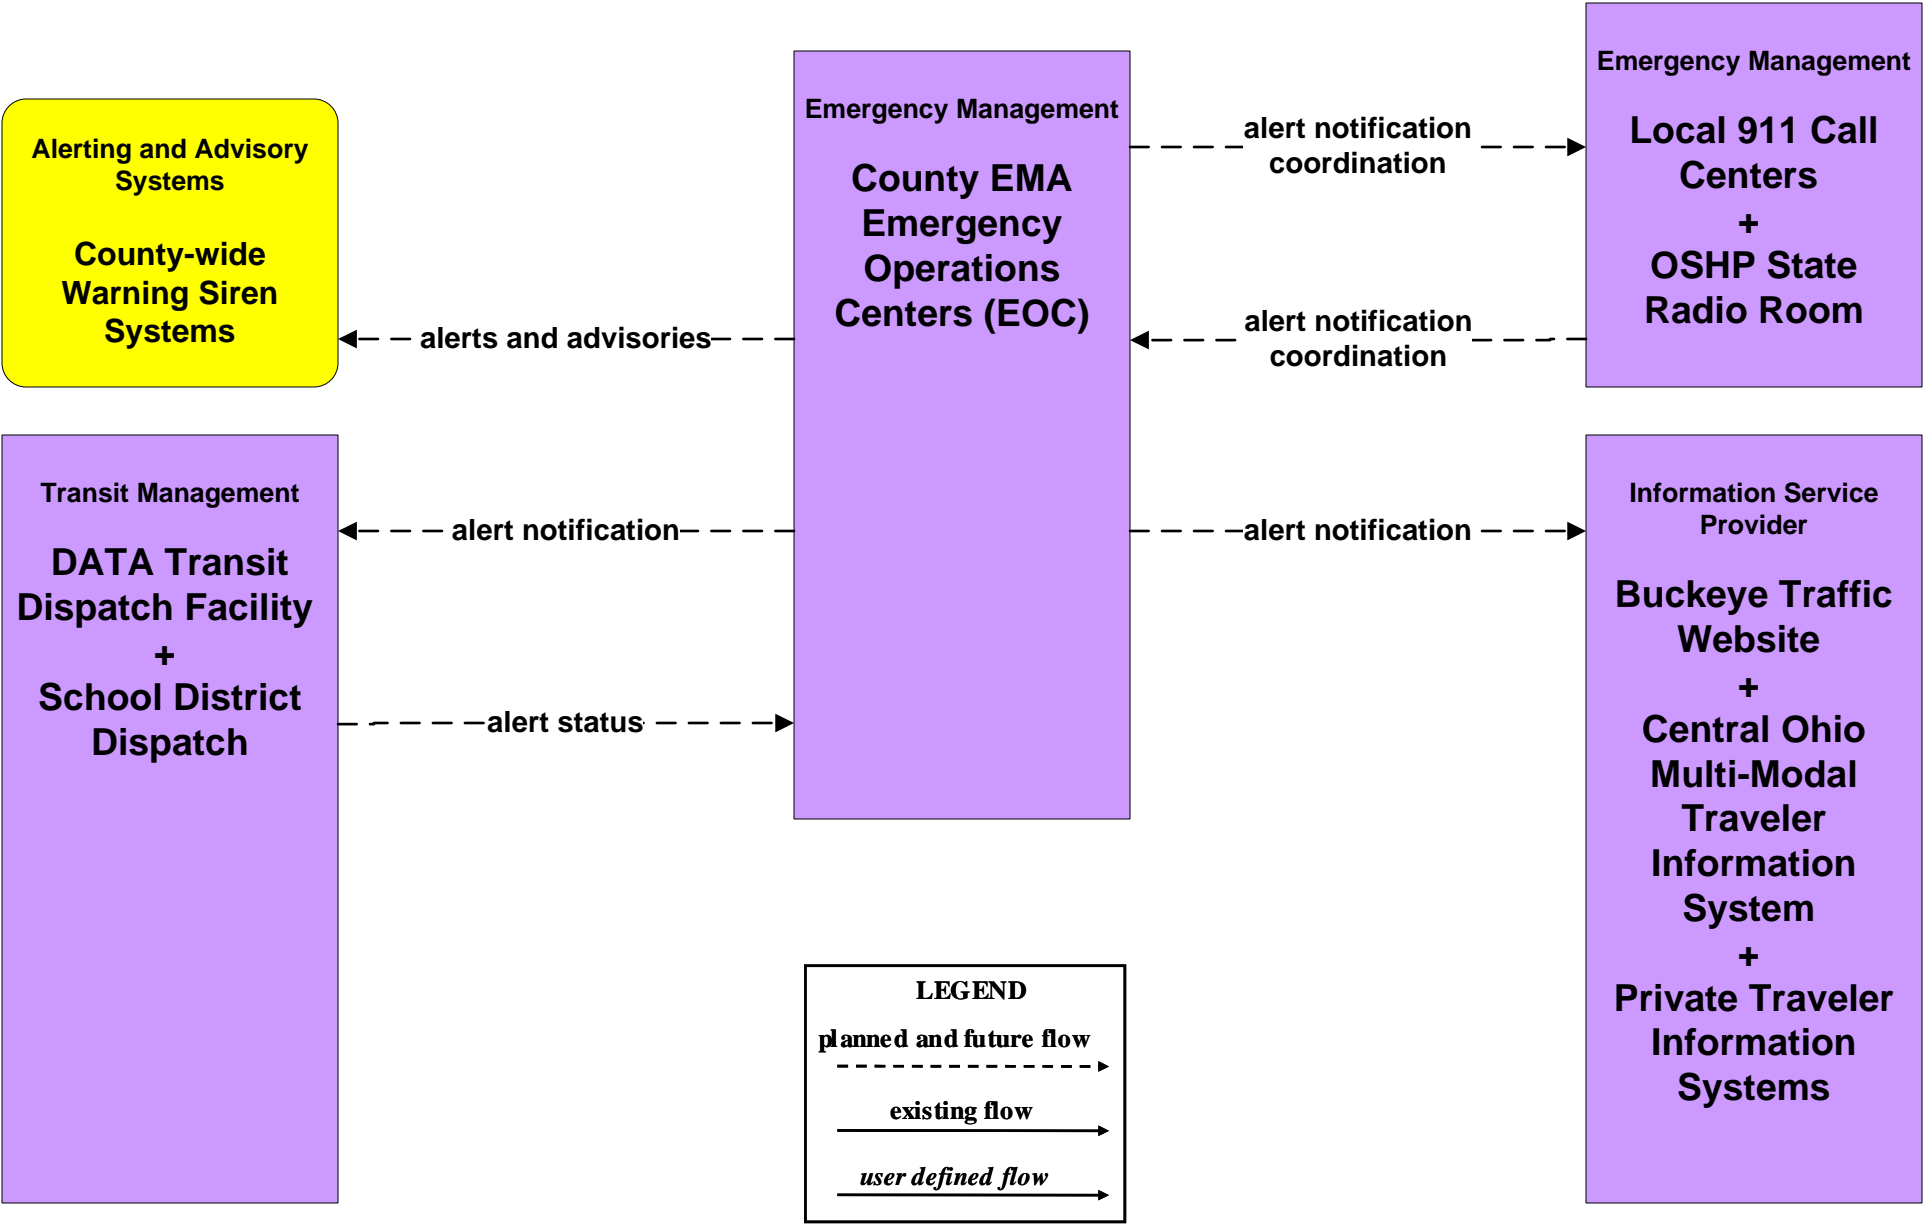 Alerting and Advisory
Systems
County-wide
Warning Siren
Systems
Transit Management
DATA Transit
Dispatch Facility
+
School District
Dispatch
alerts and advisories
alert notification
alert status
Emergency Management
County EMA
Emergency
Operations
Centers (EOC)
alert notification
coordination
alert notification
coordination
alert notification
Emergency Management
Local 911 Call
Centers
+
OSHP State
Radio Room
Information Service
Provider
Buckeye Traffic
Website
+
Central Ohio
Multi-Modal
Traveler
Information
System
+
Private Traveler
Information
Systems
LEGEND
planned and future flow
existing flow
user defined flow